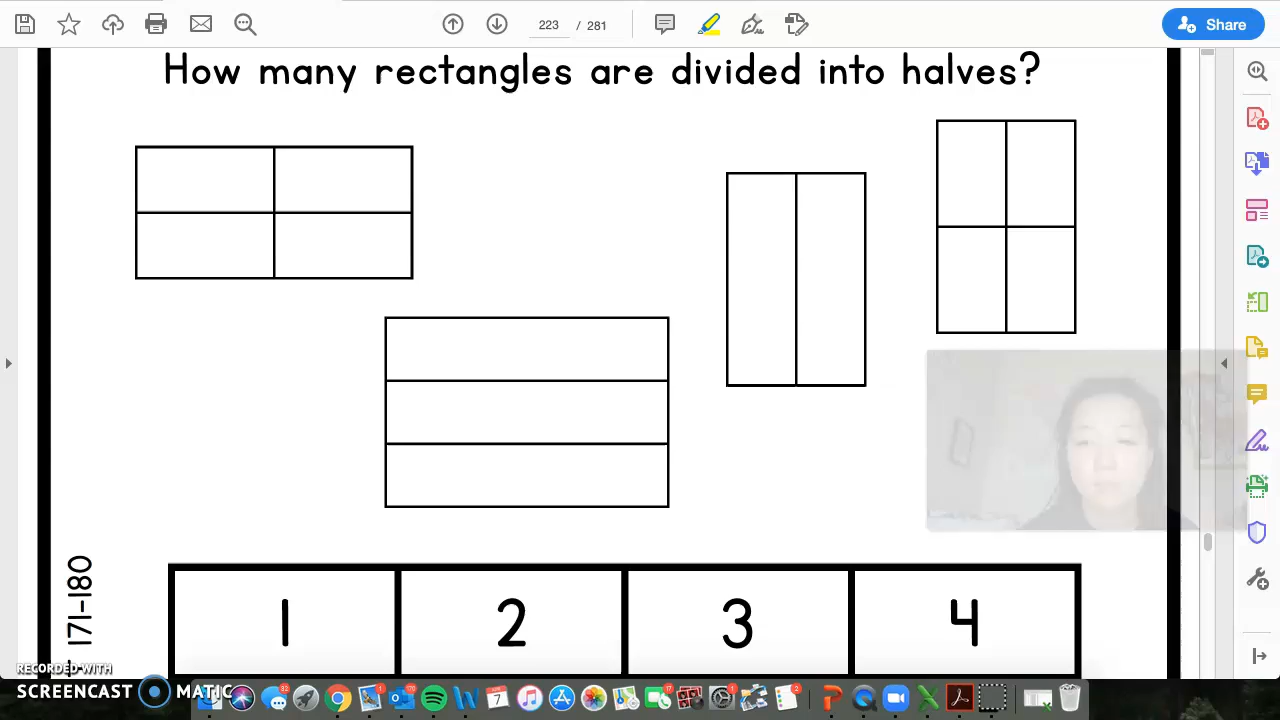 223 / 281
Share
How many rectangles are divided into halves?
171-180
1 2 3 4
RECORDED WITH
SCREENCAST MATIC